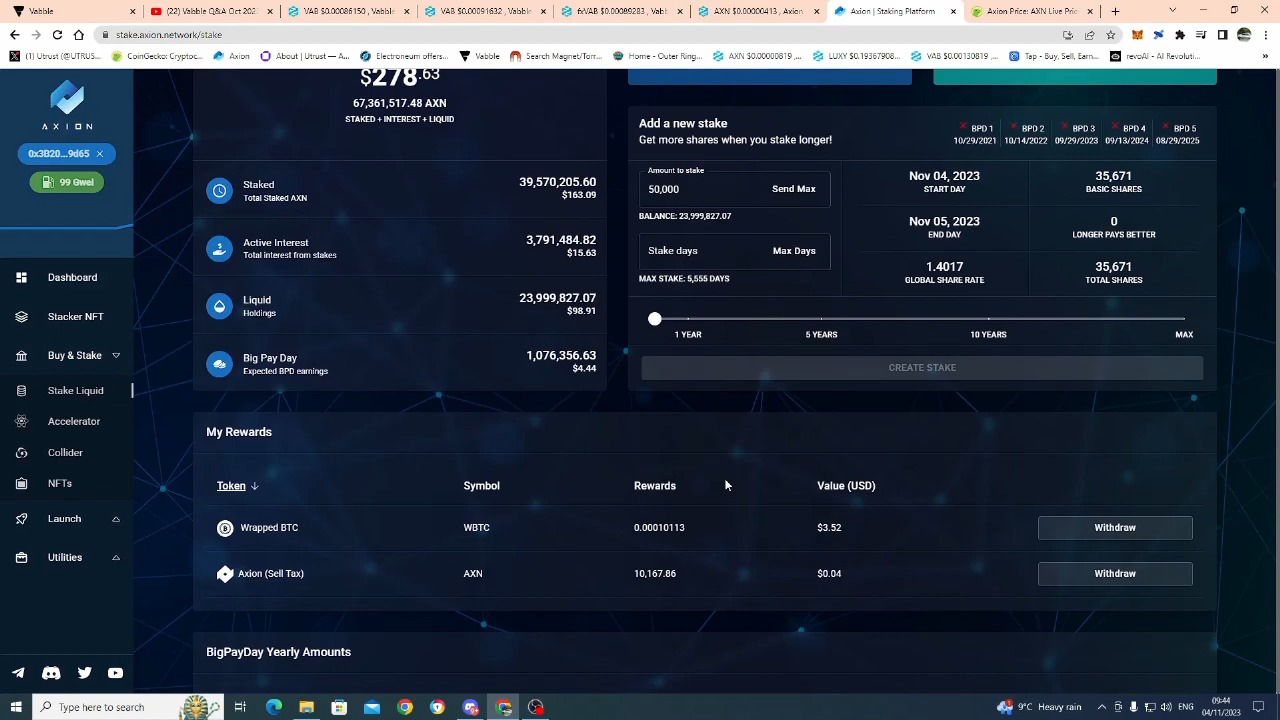 Vabble
Vabble Q&A Oct 202
VAB $0.00086150, Vabble |
VAB $0.00091632, Vabble |
fxVAB $0.00089283, Vabbl
AXN $0.00000413, Axion |
Axion | Staking Platform
Axion Price: AXN Live Pric
stake.axion.network/stake
(1) Utrust (@UTRUS...
CoinGecko: Cryptoc...
Axion
About | Utrust — A...
Electroneum offers...
Vabble
Search Magnet/Torr...
Home - Outer Ring...
AXN $0.00000819, A...
LUXY $0.19367908...
VAB $0.00130819, V...
Tap - Buy, Sell, Earn...
revoAI - AI Revoluti...
AXION
0x3B20...9d65
99 Gwei
Dashboard
Stacker NFT
Buy & Stake
Stake Liquid
Accelerator
Collider
NFTs
Launch
Utilities
$278.63
67,361,517.48 AXN
STAKED + INTEREST + LIQUID
Staked
Total Staked AXN
39,570,205.60
$163.09
Active Interest
Total interest from stakes
3,791,484.82
$15.63
Liquid
Holdings
23,999,827.07
$98.91
Big Pay Day
Expected BPD earnings
1,076,356.63
$4.44
Add a new stake
Get more shares when you stake longer!
BPD 1
10/29/2021
BPD 2
10/14/2022
BPD 3
09/29/2023
BPD 4
09/13/2024
BPD 5
08/29/2025
Amount to stake
50,000
Send Max
BALANCE: 23,999,827.07
Stake days
Max Days
MAX STAKE: 5,555 DAYS
Nov 04, 2023
START DAY
35,671
BASIC SHARES
Nov 05, 2023
END DAY
0
LONGER PAYS BETTER
1.4017
GLOBAL SHARE RATE
35,671
TOTAL SHARES
1 YEAR
5 YEARS
10 YEARS
MAX
CREATE STAKE
My Rewards
Token
Symbol
Rewards
Value (USD)
Wrapped BTC
WBTC
0.00010113
$3.52
Withdraw
Axion (Sell Tax)
AXN
10,167.86
$0.04
Withdraw
BigPayDay Yearly Amounts
Type here to search
9°C Heavy rain
ENG
09:44
04/11/2023